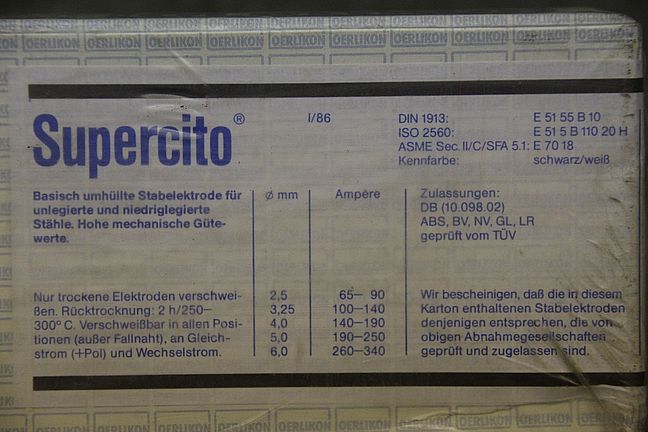 OERLIKON OERLIKON OERLIKON OERLIKON OERLIKON OERLIKON OERLIKON OERLIKON
Supercito®
I/86
DIN 1913: E 51 55 B 10
ISO 2560: E 51 5 B 110 20 H
ASME Sec. II/C/SFA 5.1: E 70 18
Kennfarbe: schwarz/weiß
Basisch umhüllte Stabelektrode für
unlegierte und niedriglegierte
Stähle. Hohe mechanische Güte-
werte.
Nur trockene Elektroden verschwei-
ßen. Rücktrocknung: 2 h/250–
300° C. Verschweißbar in allen Posi-
tionen (außer Fallnaht), an Gleich-
strom (+Pol) und Wechselstrom.
ø mm Ampère
2,5 65– 90
3,25 100–140
4,0 140–190
5,0 190–250
6,0 260–340
Zulassungen:
DB (10.098.02)
ABS, BV, NV, GL, LR
geprüft vom TÜV
Wir bescheinigen, daß die in diesem
Karton enthaltenen Stabelektroden
denjenigen entsprechen, die von
obigen Abnahmegesellschaften
geprüft und zugelassen sind.
OERLIKON OERLIKON OERLIKON OERLIKON OERLIKON OERLIKON